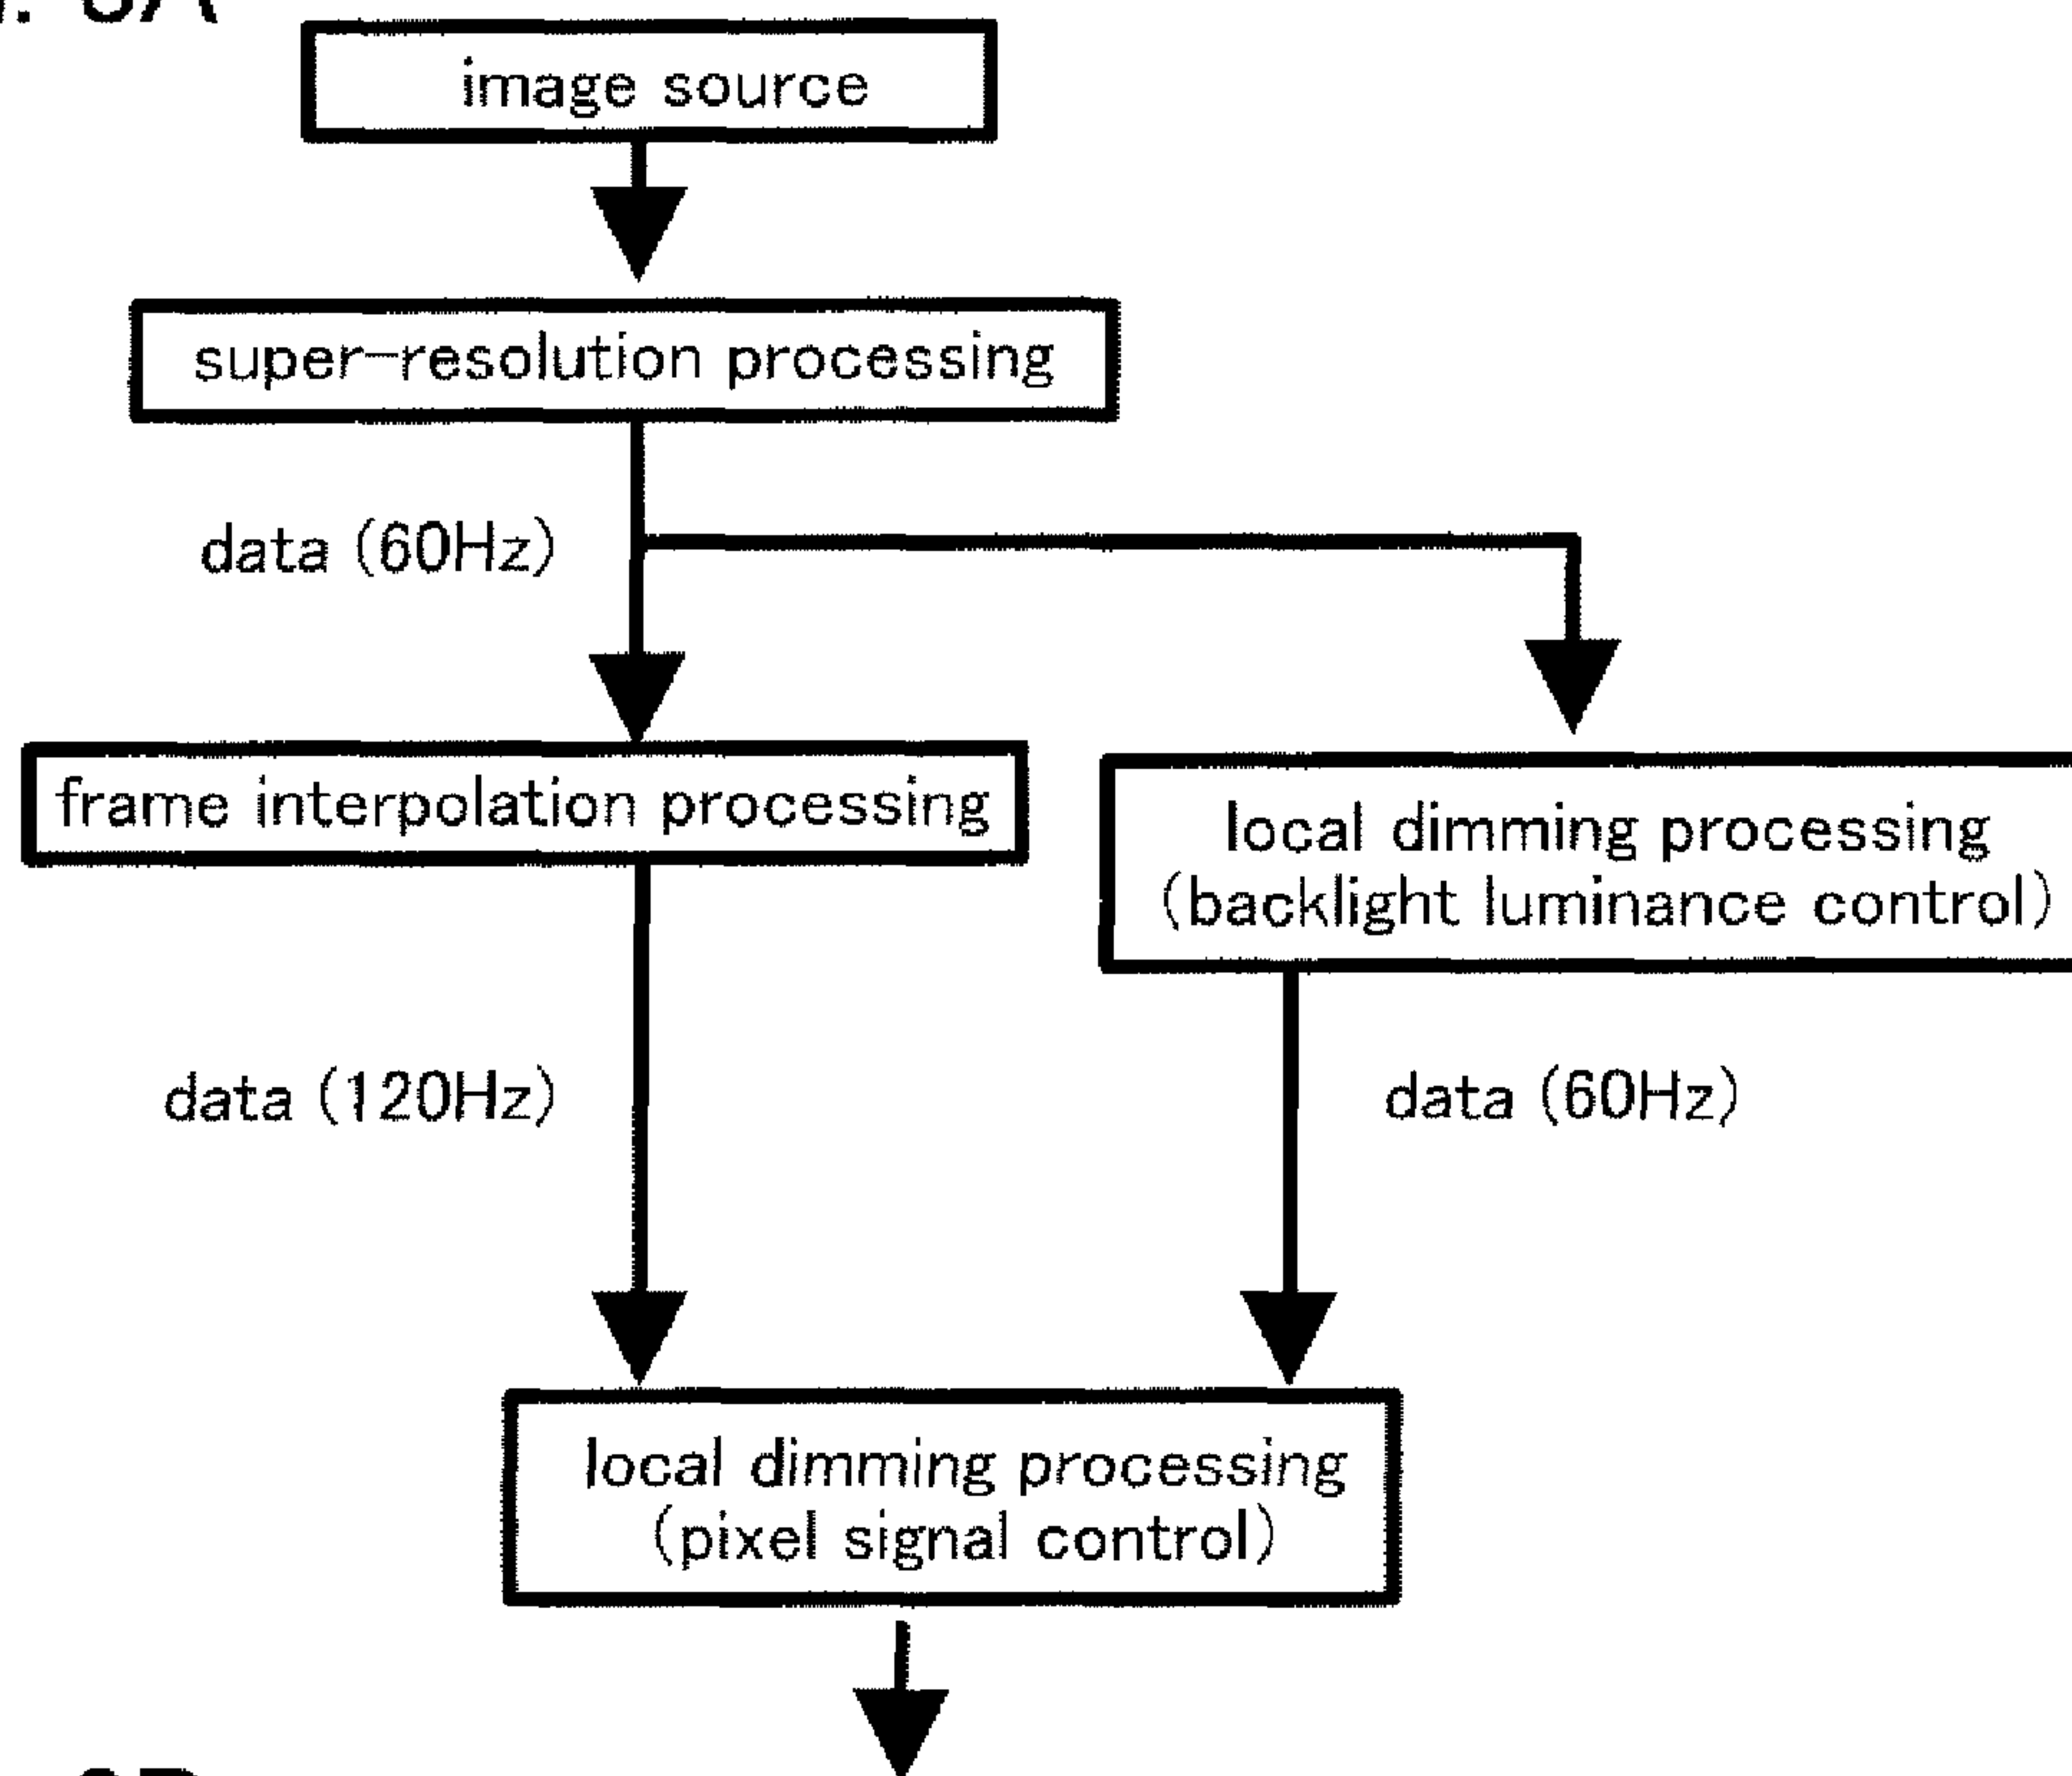 image source
super-resolution processing
data (60Hz)
frame interpolation processing
local dimming processing
(backlight luminance control)
data (120Hz)
data (60Hz)
local dimming processing
(pixel signal control)